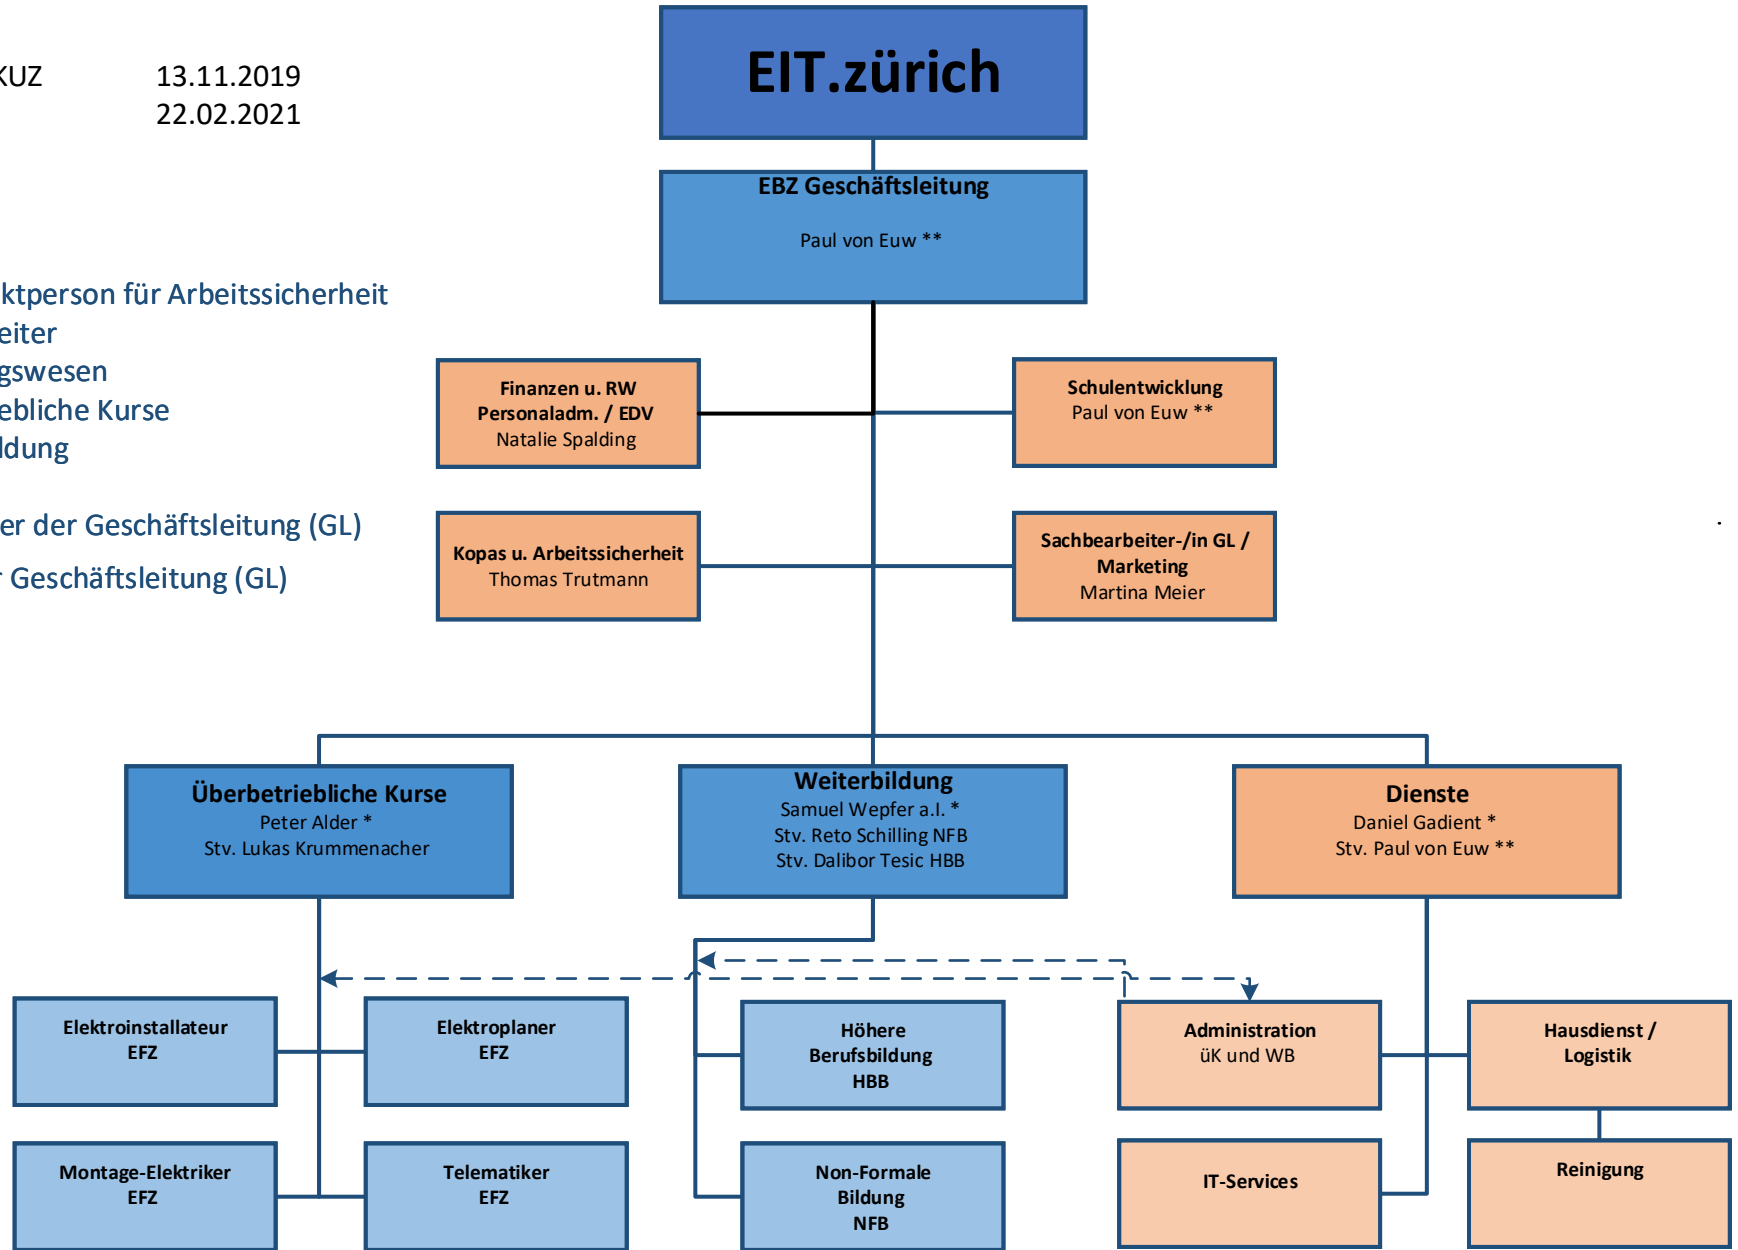 EIT.zürich
KUZ 13.11.2019
22.02.2021
EBZ Geschäftsleitung
Paul von Euw **
ktperson für Arbeitssicherheit
eiter
gswesen
ebliche Kurse
ldung
er der Geschäftsleitung (GL)
r Geschäftsleitung (GL)
Finanzen u. RW
Personaladm. / EDV
Natalie Spalding
Schulentwicklung
Paul von Euw **
Kopas u. Arbeitssicherheit
Thomas Trutmann
Sachbearbeiter-/in GL /
Marketing
Martina Meier
Überbetriebliche Kurse
Peter Alder *
Stv. Lukas Krummenacher
Weiterbildung
Samuel Wepfer a.I. *
Stv. Reto Schilling NFB
Stv. Dalibor Tesic HBB
Dienste
Daniel Gadient *
Stv. Paul von Euw **
Elektroinstallateur
EFZ
Elektroplaner
EFZ
Höhere
Berufsbildung
HBB
Administration
üK und WB
Hausdienst /
Logistik
Montage-Elektriker
EFZ
Telematiker
EFZ
Non-Formale
Bildung
NFB
IT-Services
Reinigung